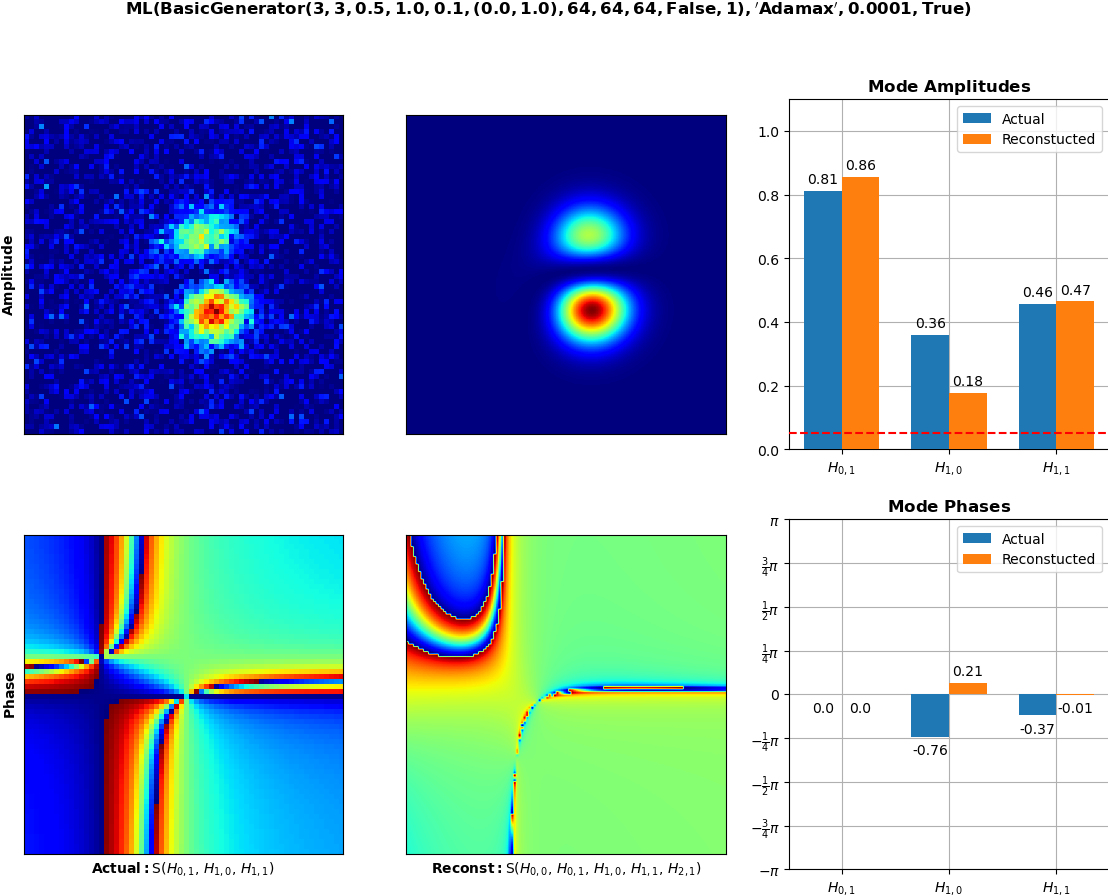 ML(BasicGenerator(3, 3, 0.5, 1.0, 0.1, (0.0, 1.0), 64, 64, 64, False, 1), 'Adamax', 0.0001, True)
Amplitude
Mode Amplitudes
Actual
Reconstucted
1.0
0.8
0.6
0.4
0.2
0.0
0.81
0.86
0.36
0.18
0.46
0.47
H0,1
H1,0
H1,1
Phase
Actual: S(H0,1, H1,0, H1,1)
Reconst: S(H0,0, H0,1, H1,0, H1,1, H2,1)
Mode Phases
Actual
Reconstucted
π
3/4π
1/2π
1/4π
0
−1/4π
−1/2π
−3/4π
−π
0.0
0.0
-0.76
0.21
-0.37
-0.01
H0,1
H1,0
H1,1